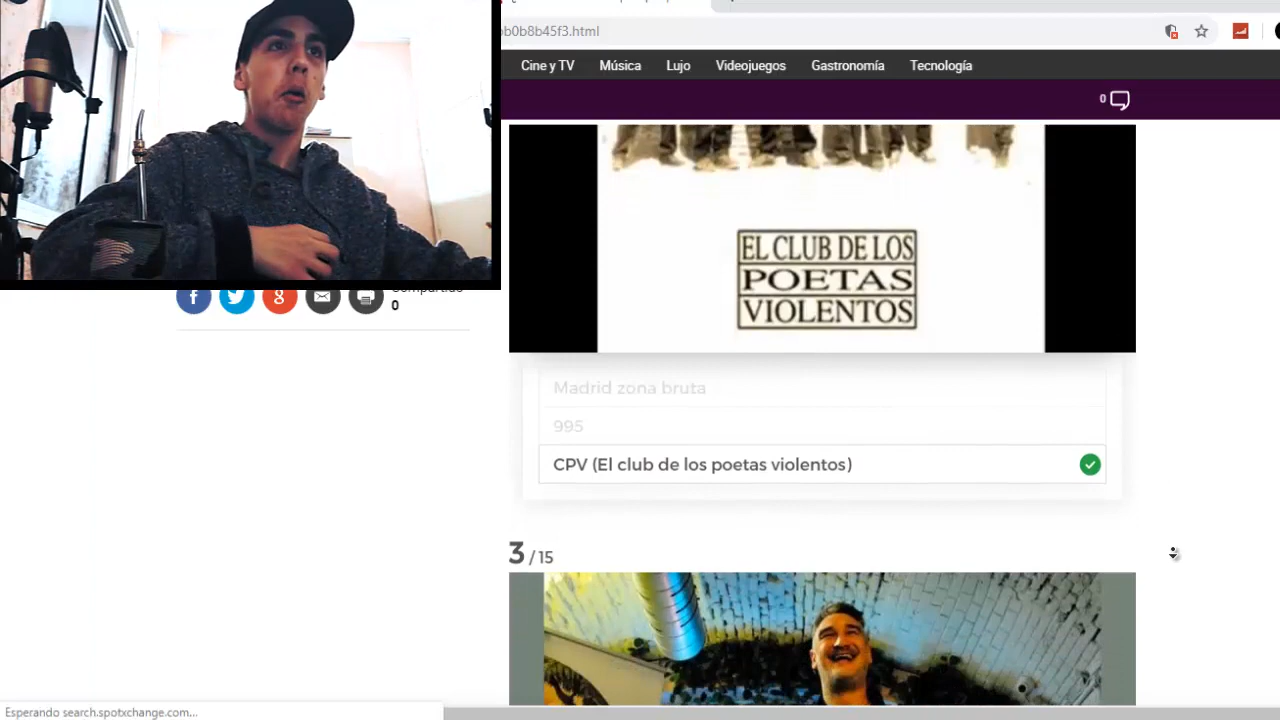 b0b8b45f3.html
Cine y TV Música Lujo Videojuegos Gastronomía Tecnología
0
EL CLUB DE LOS
POETAS
VIOLENTOS
Compartido
0
Madrid zona bruta
995
CPV (El club de los poetas violentos)
3 / 15
Esperando search.spotxchange.com...